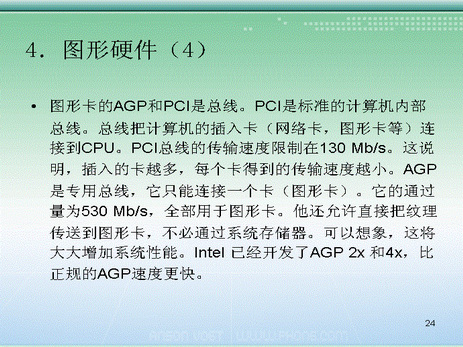 4．图形硬件（4）
• 图形卡的AGP和PCI是总线。PCI是标准的计算机内部
总线。总线把计算机的插入卡（网络卡，图形卡等）连
接到CPU。PCI总线的传输速度限制在130 Mb/s。这说
明，插入的卡越多，每个卡得到的传输速度越小。AGP
是专用总线，它只能连接一个卡（图形卡）。它的通过
量为530 Mb/s，全部用于图形卡。他还允许直接把纹理
传送到图形卡，不必通过系统存储器。可以想象，这将
大大增加系统性能。Intel 已经开发了AGP 2x 和4x，比
正规的AGP速度更快。
24